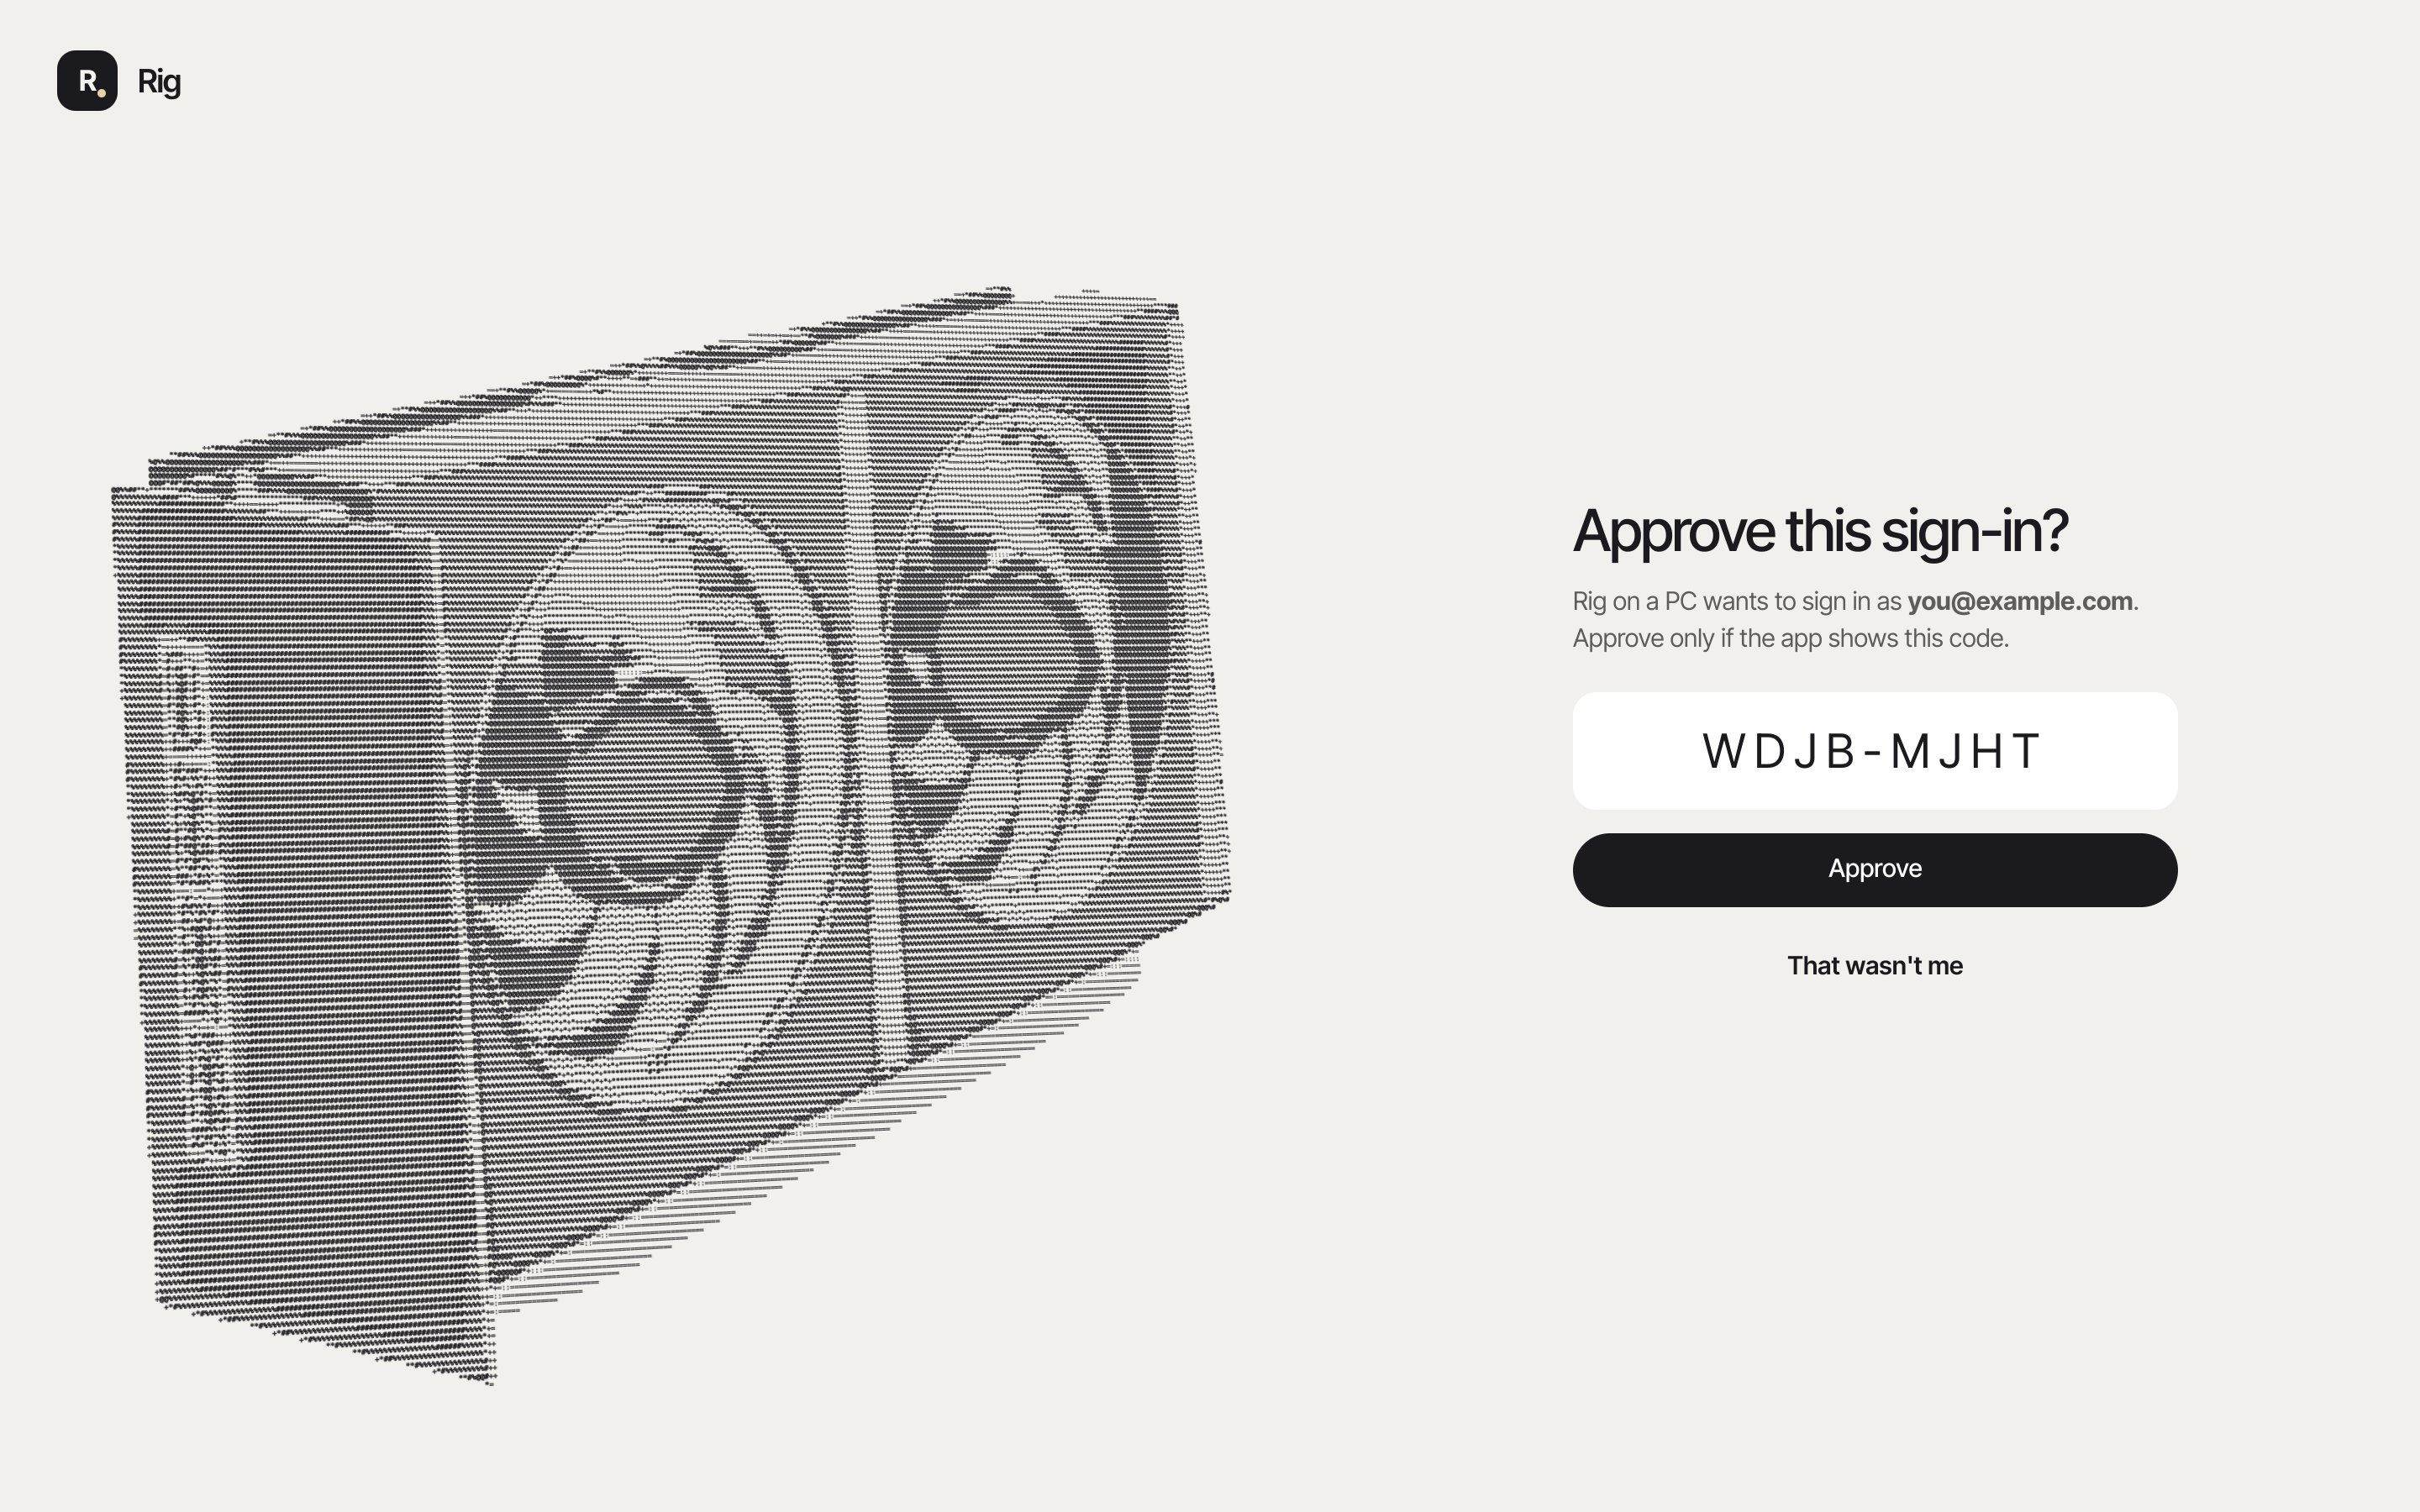 R.
Rig
Approve this sign-in?
Rig on a PC wants to sign in as you@example.com.
Approve only if the app shows this code.
WDJB-MJHT
Approve
That wasn't me